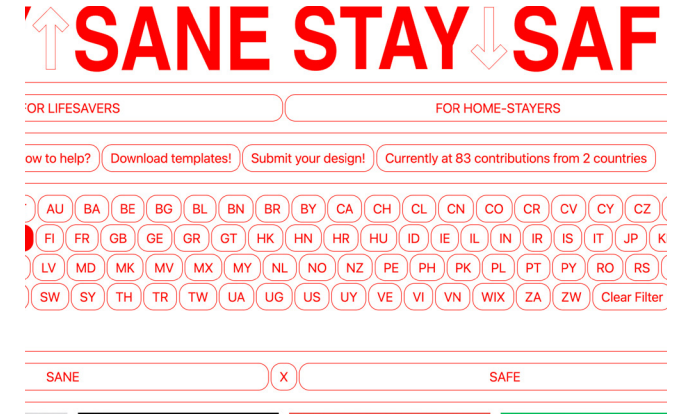 SANE STAY SAF
FOR LIFESAVERS FOR HOME-STAYERS
ow to help? Download templates! Submit your design! Currently at 83 contributions from 2 countries
AU BA BE BG BL BN BR BY CA CH CL CN CO CR CV CY CZ
FI FR GB GE GR GT HK HN HR HU ID IE IL IN IR IS IT JP
LV MD MK MV MX MY NL NO NZ PE PH PK PL PT PY RO RS
SW SY TH TR TW UA UG US UY VE VI VN WIX ZA ZW Clear Filter
SANE X SAFE